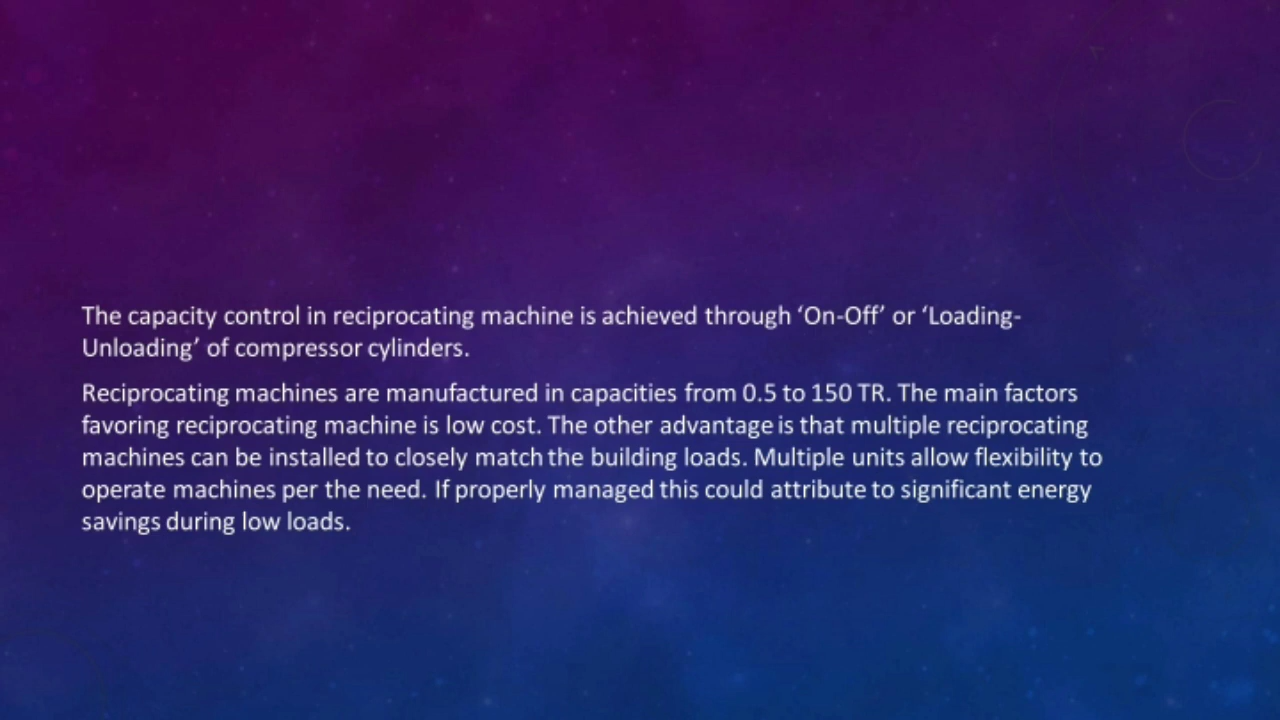 The capacity control in reciprocating machine is achieved through ‘On-Off’ or ‘Loading-
Unloading’ of compressor cylinders.
Reciprocating machines are manufactured in capacities from 0.5 to 150 TR. The main factors
favoring reciprocating machine is low cost. The other advantage is that multiple reciprocating
machines can be installed to closely match the building loads. Multiple units allow flexibility to
operate machines per the need. If properly managed this could attribute to significant energy
savings during low loads.